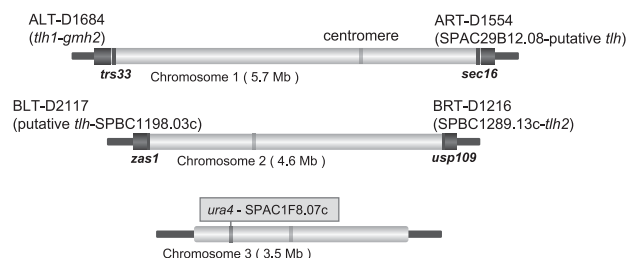 ALT-D1684
(tlh1-gmh2)
ART-D1554
(SPAC29B12.08-putative tlh)
centromere
trs33
Chromosome 1 ( 5.7 Mb )
sec16
BLT-D2117
(putative tlh-SPBC1198.03c)
BRT-D1216
(SPBC1289.13c-tlh2)
zas1
Chromosome 2 ( 4.6 Mb )
usp109
ura4 - SPAC1F8.07c
Chromosome 3 ( 3.5 Mb )